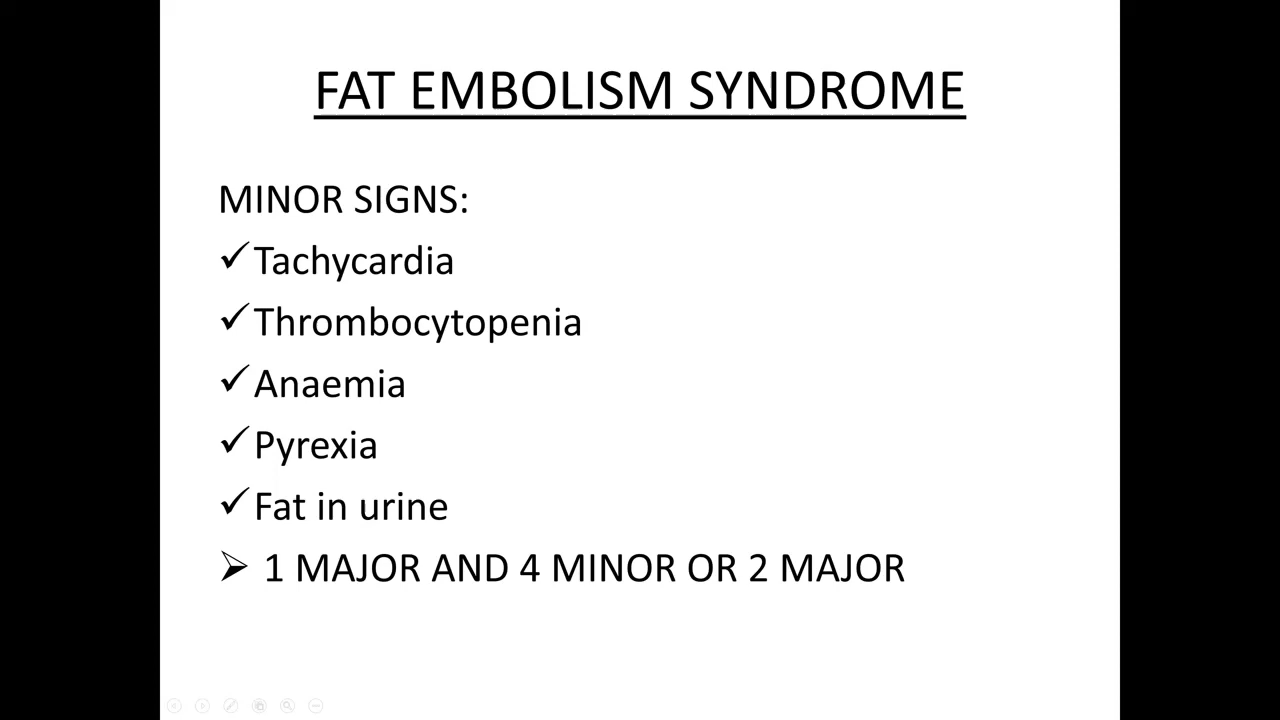 FAT EMBOLISM SYNDROME
MINOR SIGNS:
✓Tachycardia
✓Thrombocytopenia
✓Anaemia
✓Pyrexia
✓Fat in urine
➢ 1 MAJOR AND 4 MINOR OR 2 MAJOR